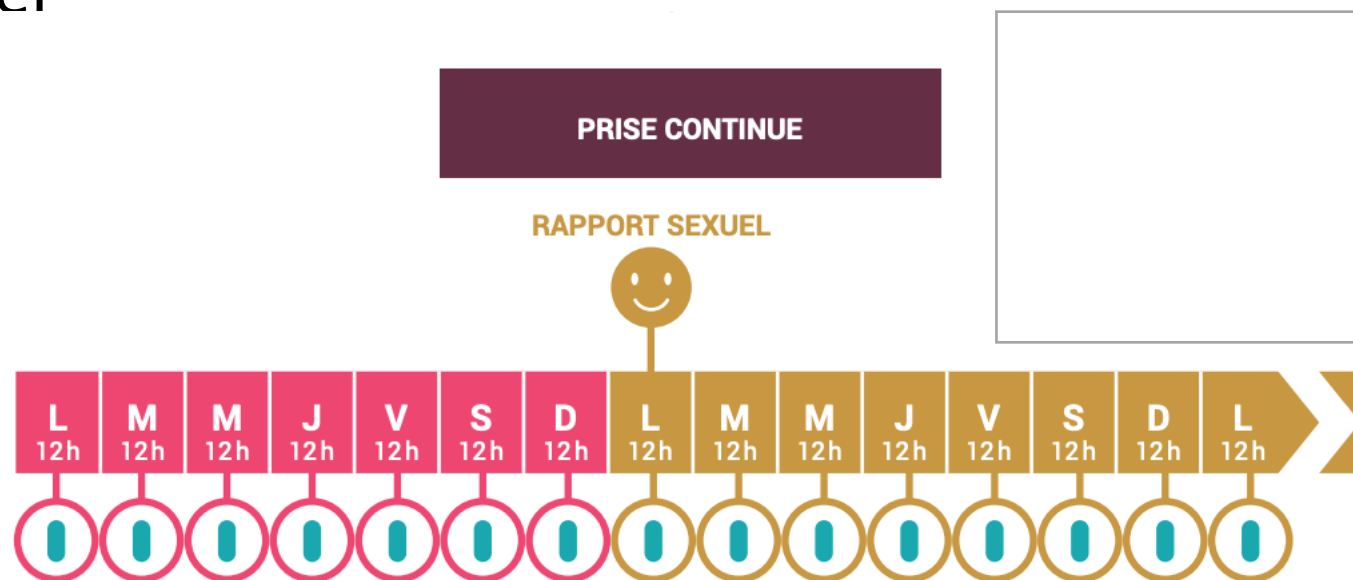 PRISE CONTINUE
RAPPORT SEXUEL
L M M J V S D L M M J V S D L
12h 12h 12h 12h 12h 12h 12h 12h 12h 12h 12h 12h 12h 12h 12h